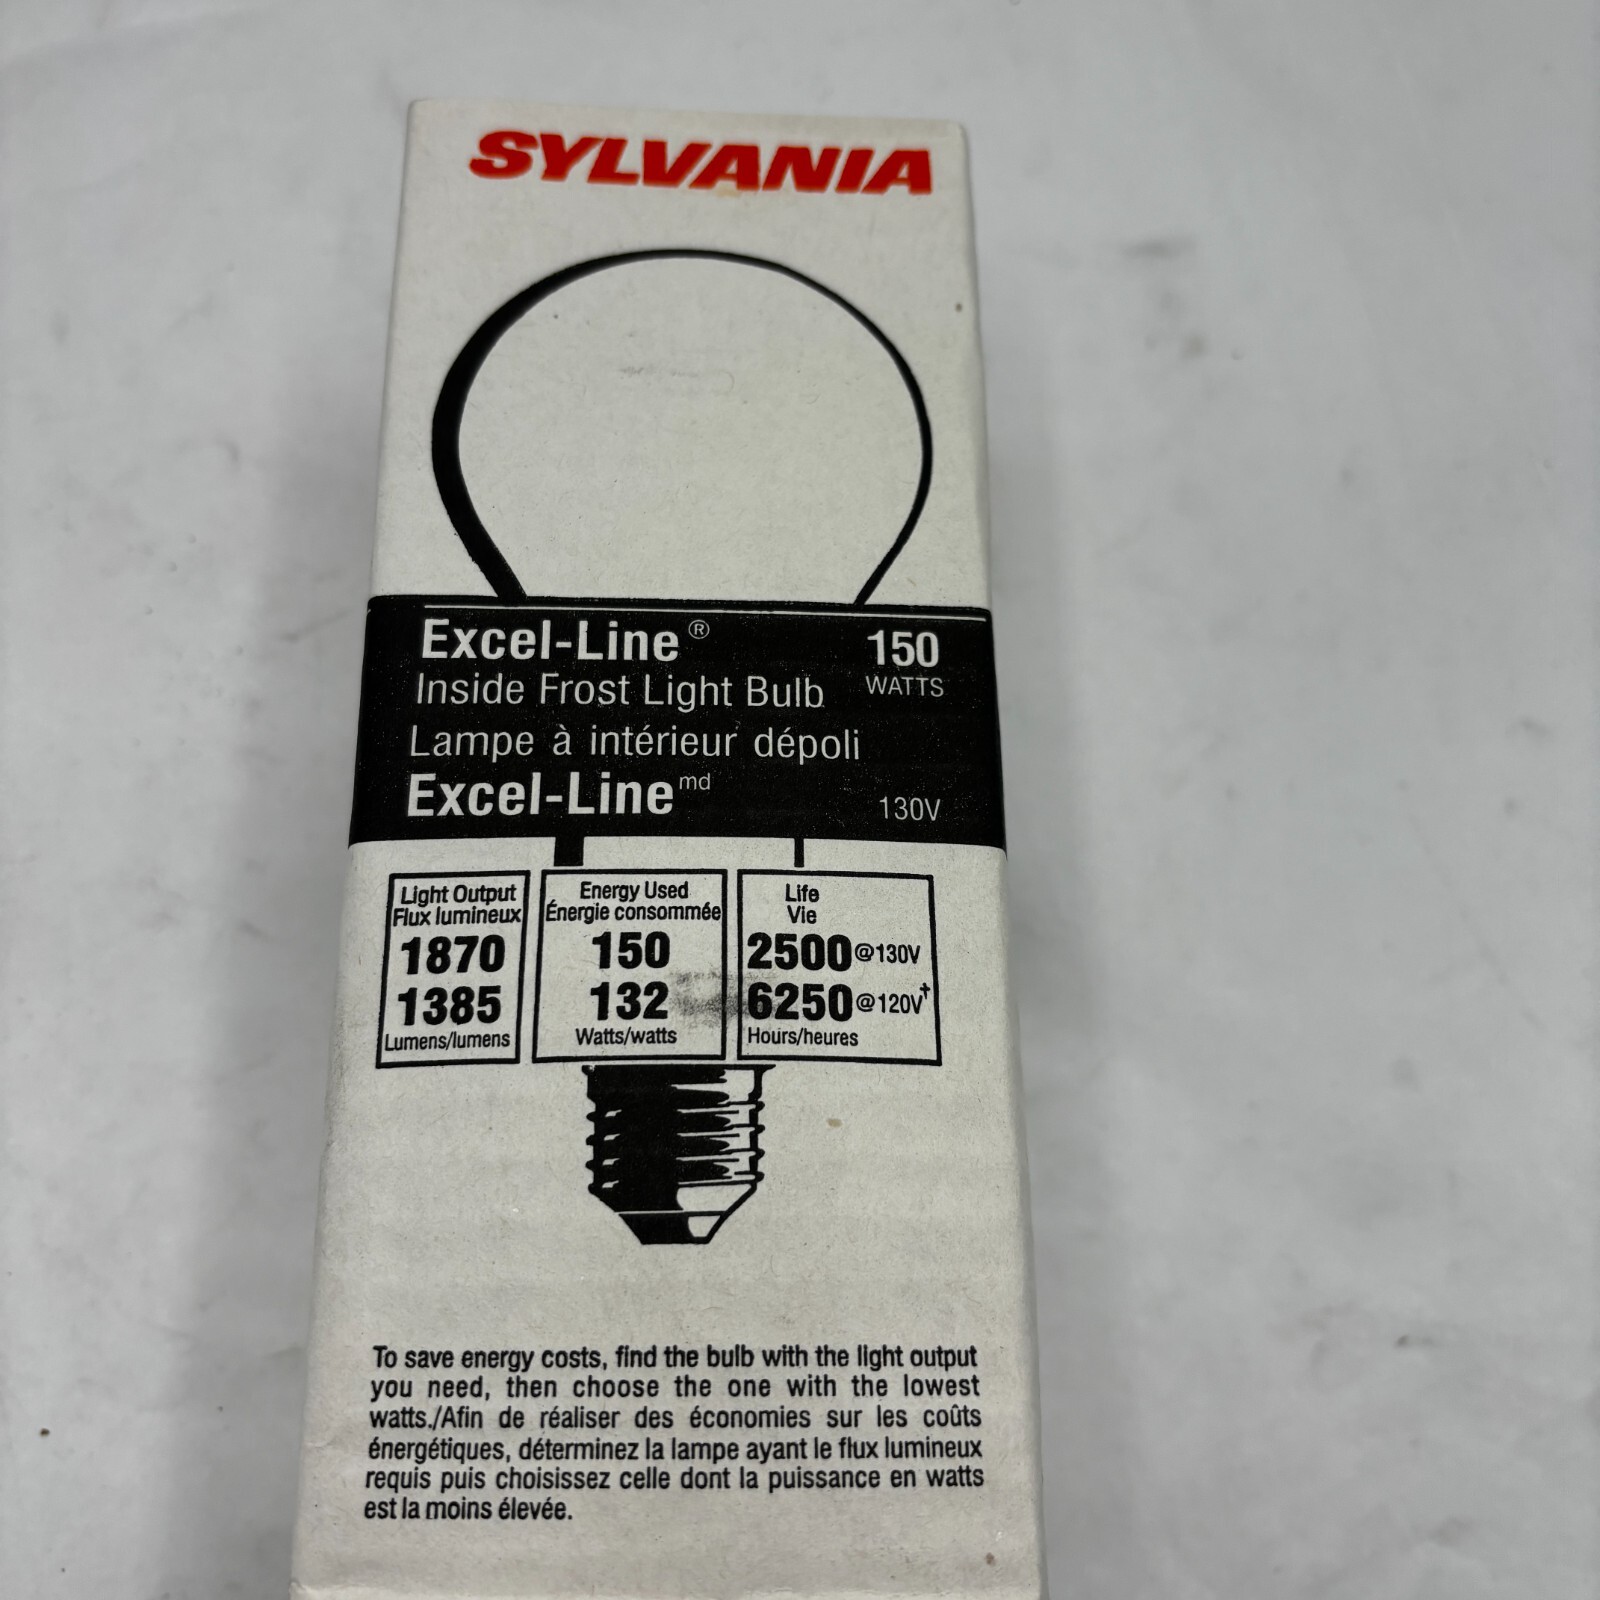 SYLVANIA
Excel-Line® 150
Inside Frost Light Bulb WATTS
Lampe à intérieur dépoli
Excel-Line md 130V
Light Output Energy Used Life
Flux lumineux Énergie consommée Vie
1870 150 2500@130V
1385 132 6250@120V†
Lumens/lumens Watts/watts Hours/heures
To save energy costs, find the bulb with the light output
you need, then choose the one with the lowest
watts./Afin de réaliser des économies sur les coûts
énergétiques, déterminez la lampe ayant le flux lumineux
requis puis choisissez celle dont la puissance en watts
est la moins élevée.